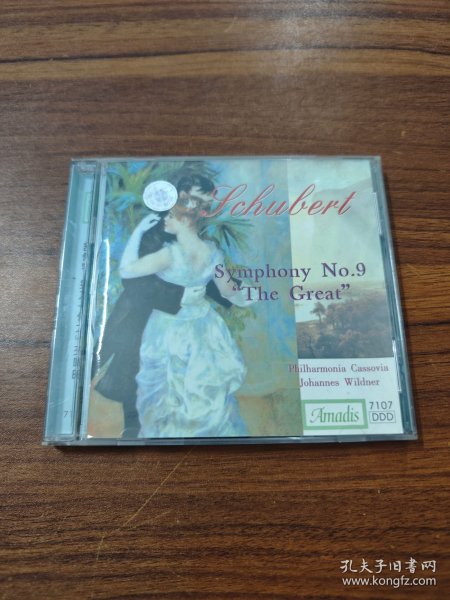 Schubert
Symphony No.9
"The Great"
Philharmonia Cassovia
Johannes Wildner
Amadis
7107
DDD
孔夫子旧书网
www.kongfz.com